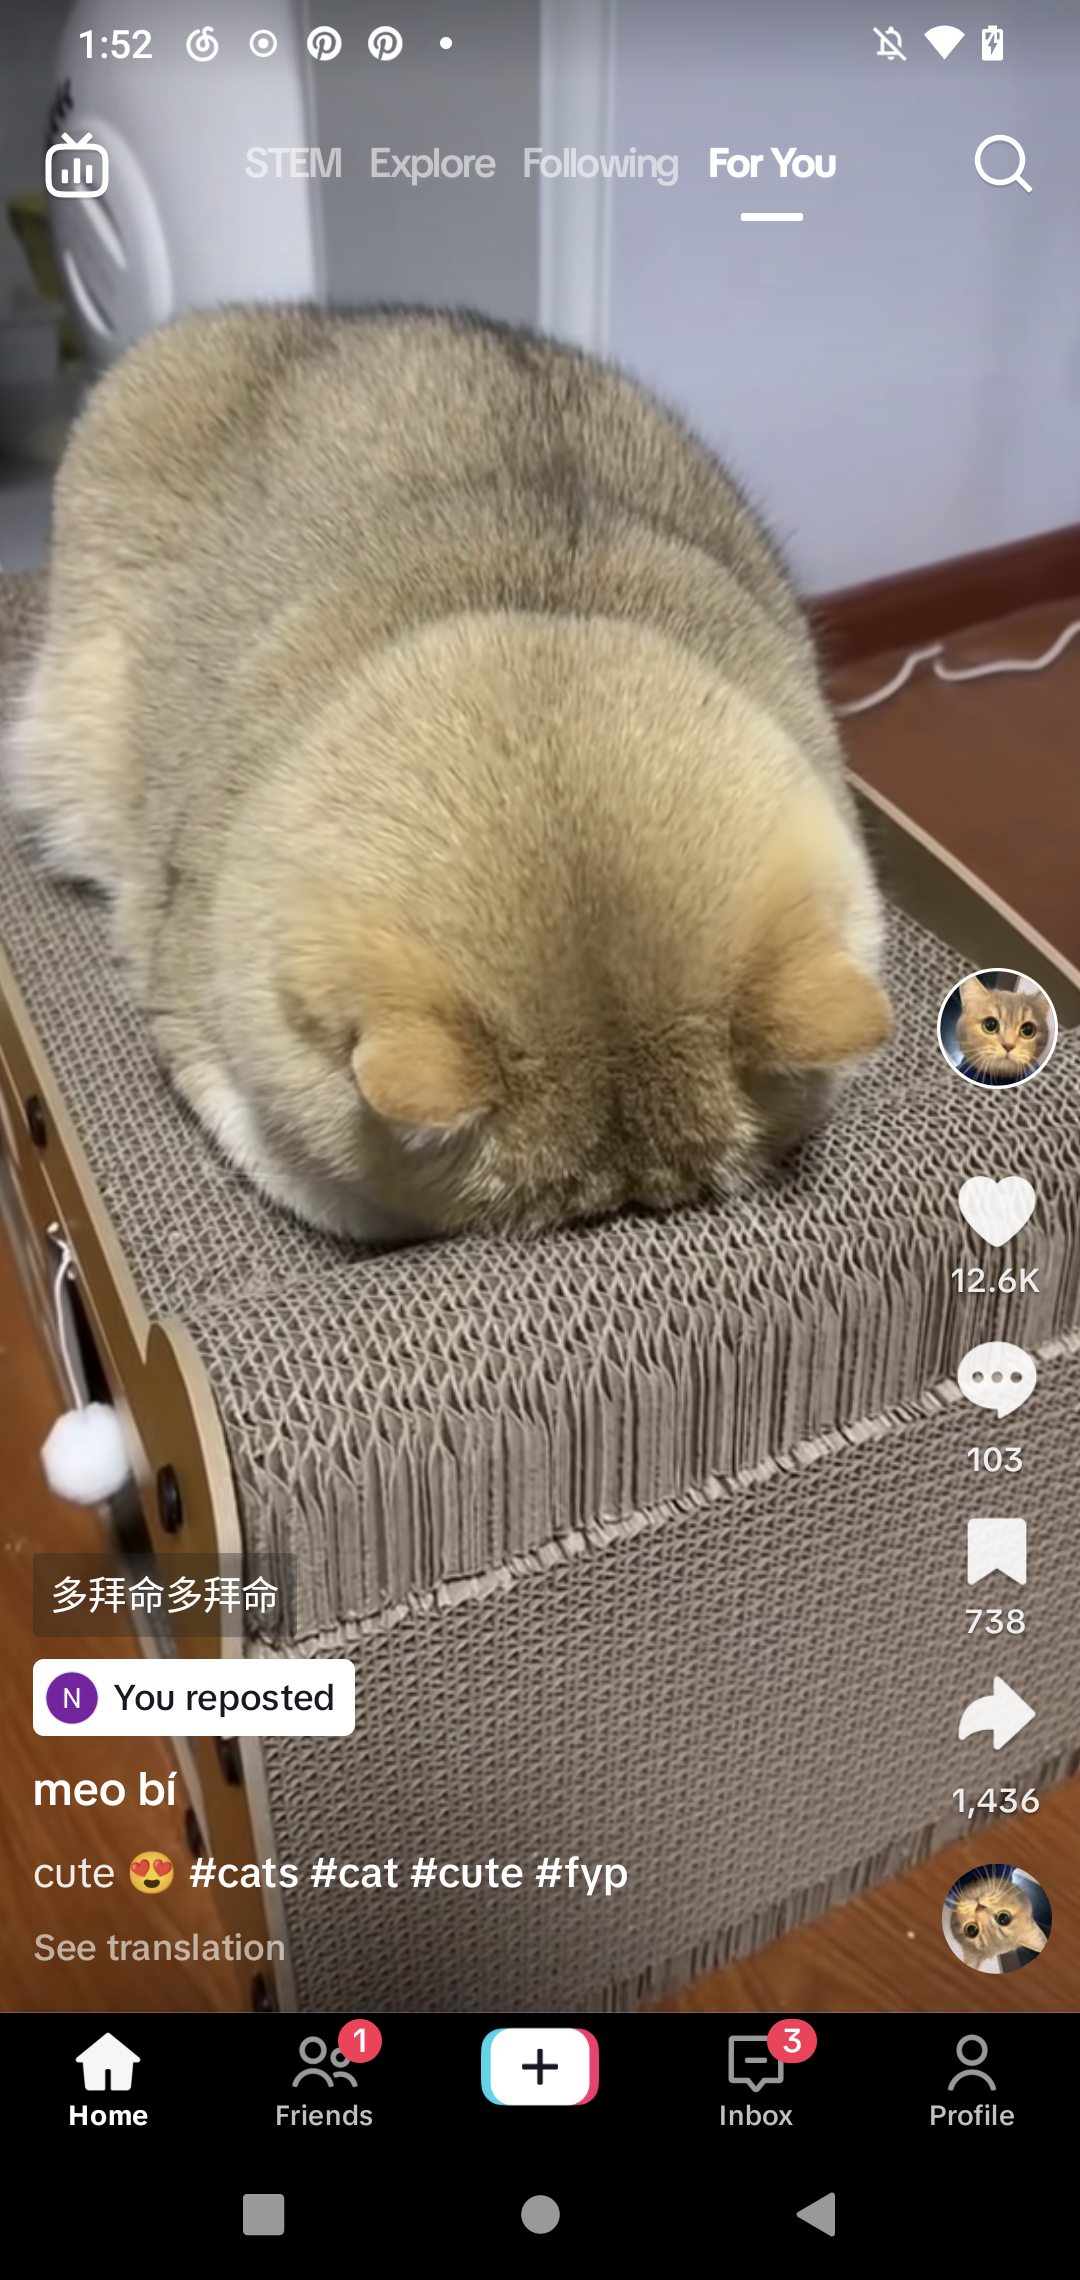 1:52
STEM Explore Following For You
12.6K
103
738
1,436
多拜命多拜命
N You reposted
meo bí
cute 😍 #cats #cat #cute #fyp
See translation
Home Friends 1 Inbox 3 Profile